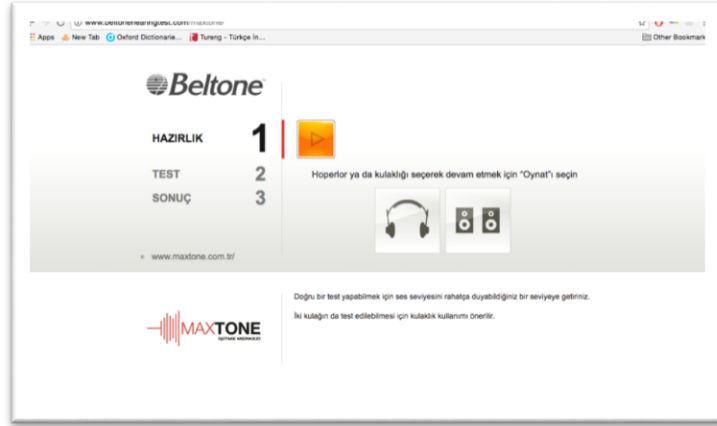 www.beltonehearingtest.com/maxtone/
Apps New Tab Oxford Dictionarie... Tureng - Türkçe İn... Other Bookmark
Beltone
HAZIRLIK 1
TEST 2
SONUÇ 3
Hoperlor ya da kulaklığı seçerek devam etmek için "Oynat"ı seçin
www.maxtone.com.tr/
MAXTONE
İŞİTME MERKEZİ
Doğru bir test yapabilmek için ses seviyesini rahatça duyabildiğiniz bir seviyeye getiriniz.
İki kulağın da test edilebilmesi için kulaklık kullanımı önerilir.